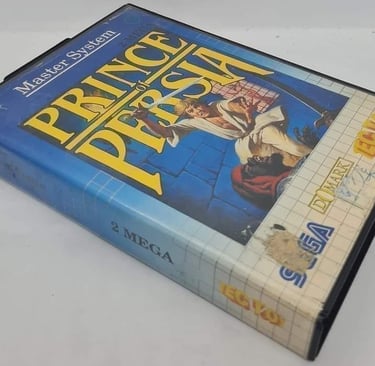 Master System
PRINCE
OF
PERSIA
SEGA
DOMARK
2 MEGA